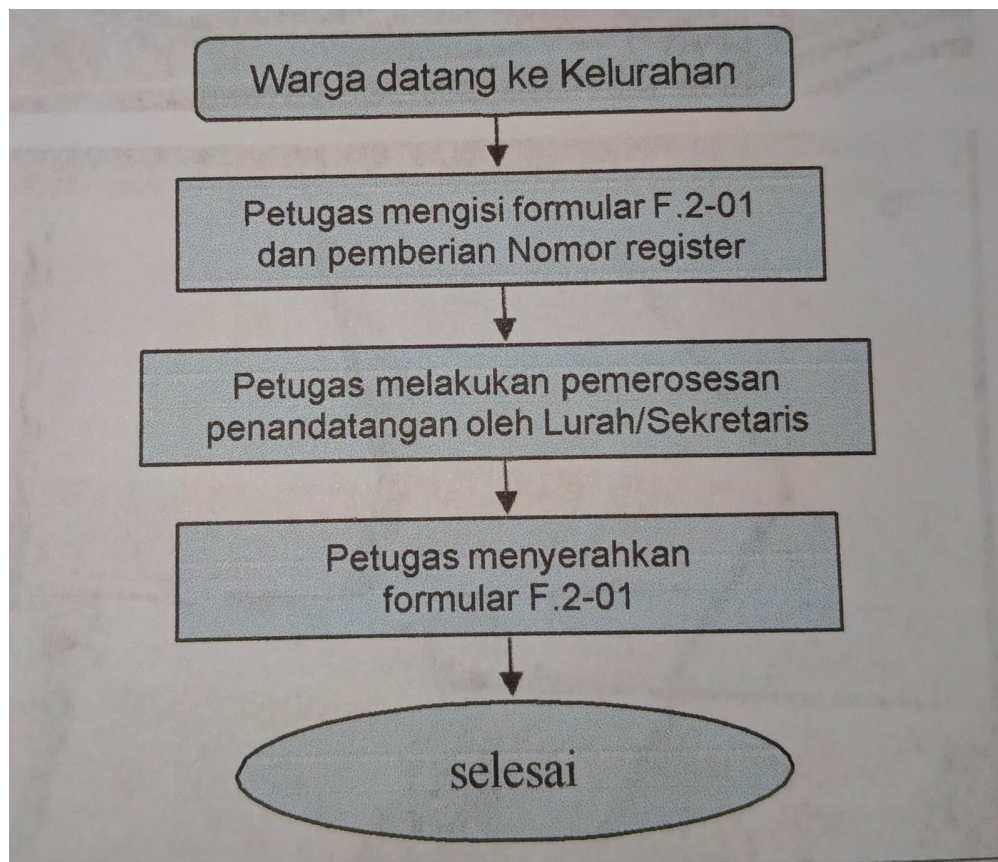 Warga datang ke Kelurahan
Petugas mengisi formular F.2-01
dan pemberian Nomor register
Petugas melakukan pemerosesan
penandatangan oleh Lurah/Sekretaris
Petugas menyerahkan
formular F.2-01
selesai